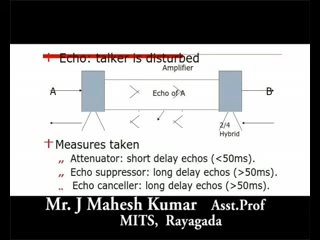 Echo: talker is disturbed
Amplifier
A
Echo of A
B
2/4
Hybrid
Measures taken
Attenuator: short delay echos (<50ms).
Echo suppressor: long delay echos (>50ms).
Echo canceller: long delay echos (>50ms).
Mr. J Mahesh Kumar Asst.Prof
MITS, Rayagada